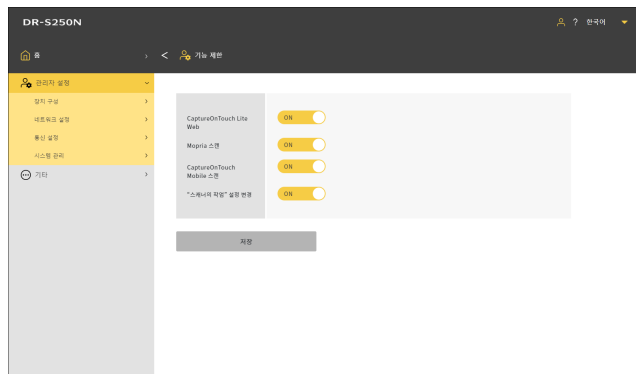 DR-S250N
? 한국어
홈
기능 제한
관리자 설정
장치 구성
네트워크 설정
통신 설정
시스템 관리
기타
CaptureOnTouch Lite
Web
ON
Mopria 스캔
ON
CaptureOnTouch
Mobile 스캔
ON
"스캐너의 작업" 설정 변경
ON
저장